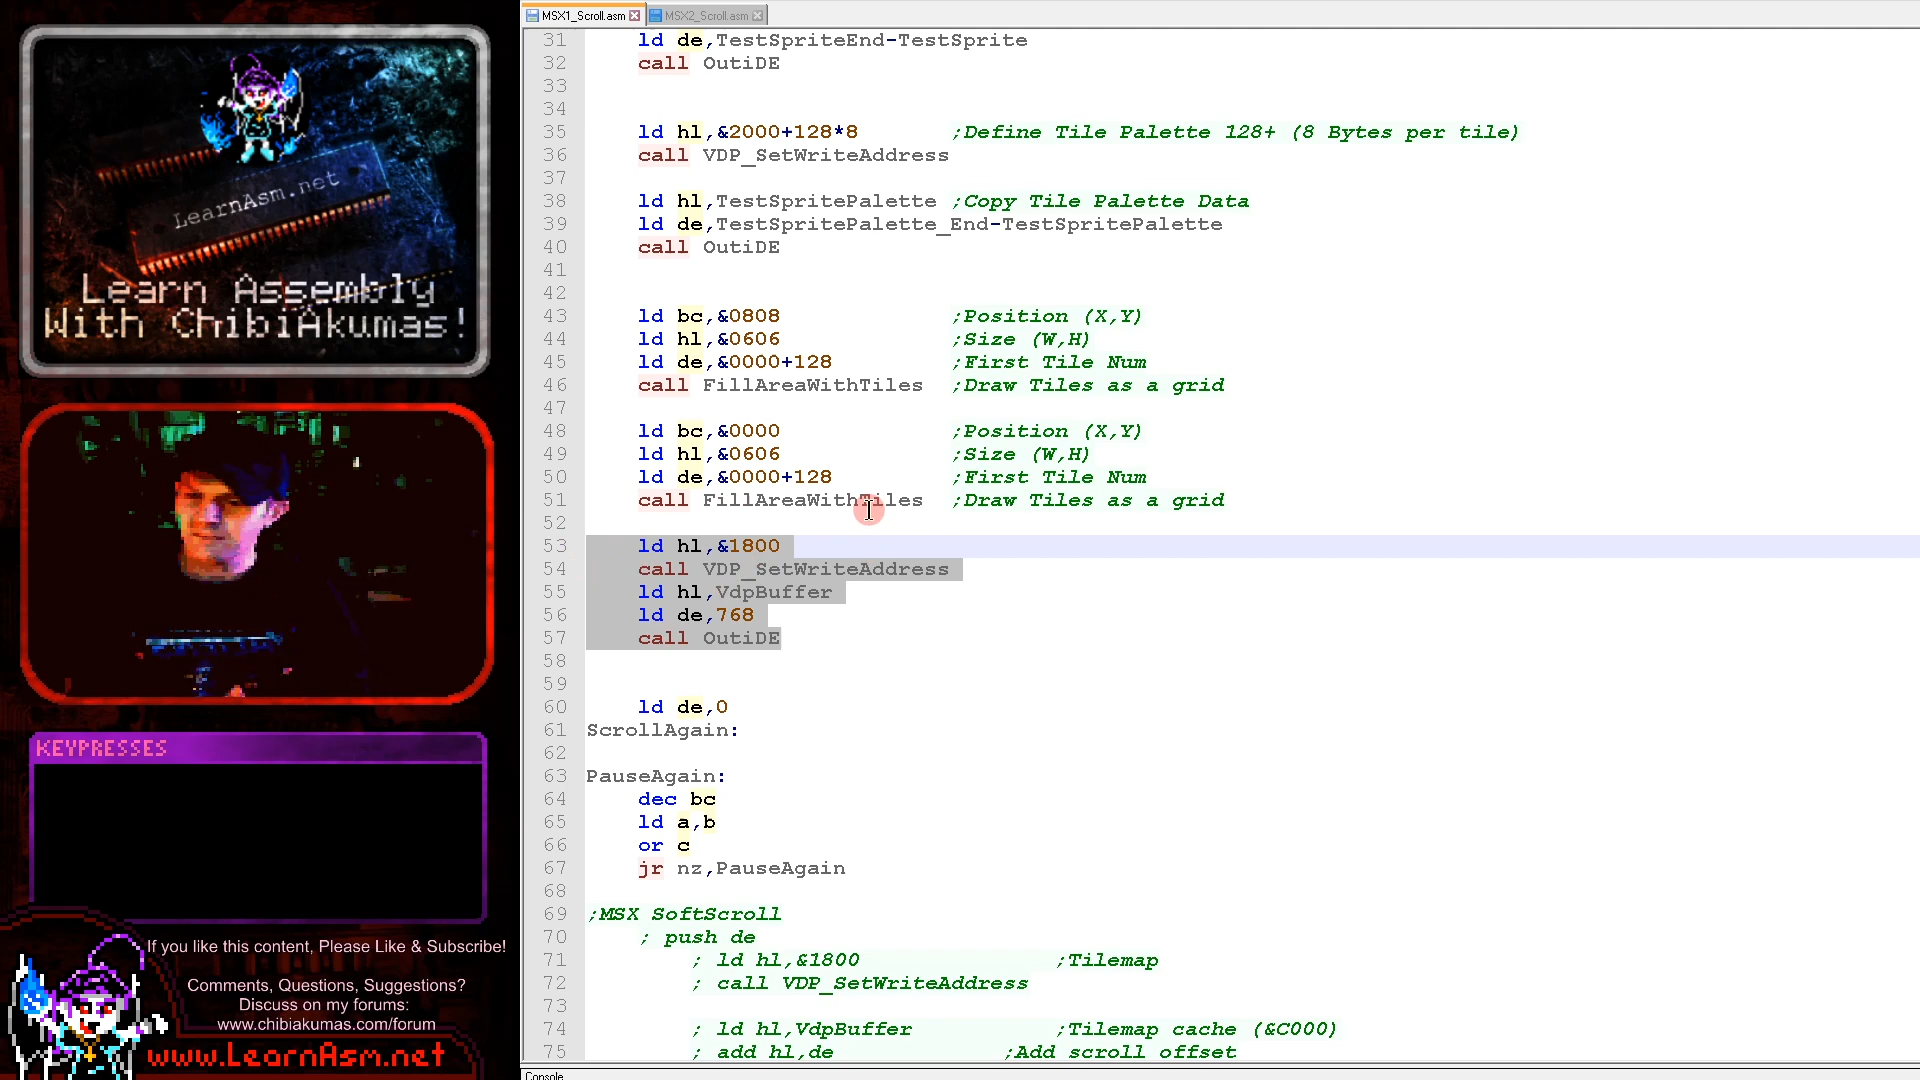 LearnAsm.net
Learn Assembly
With ChibiAkumas!
KEYPRESSES
If you like this content, Please Like & Subscribe!
Comments, Questions, Suggestions?
Discuss on my forums:
www.chibiakumas.com/forum
www.LearnAsm.net
MSX1_Scroll.asm
MSX2_Scroll.asm
31 ld de,TestSpriteEnd-TestSprite
32 call OutiDE
33
34
35 ld hl,&2000+128*8 ;Define Tile Palette 128+ (8 Bytes per tile)
36 call VDP_SetWriteAddress
37
38 ld hl,TestSpritePalette ;Copy Tile Palette Data
39 ld de,TestSpritePalette_End-TestSpritePalette
40 call OutiDE
41
42
43 ld bc,&0808 ;Position (X,Y)
44 ld hl,&0606 ;Size (W,H)
45 ld de,&0000+128 ;First Tile Num
46 call FillAreaWithTiles ;Draw Tiles as a grid
47
48 ld bc,&0000 ;Position (X,Y)
49 ld hl,&0606 ;Size (W,H)
50 ld de,&0000+128 ;First Tile Num
51 call FillAreaWithTiles ;Draw Tiles as a grid
52
53 ld hl,&1800
54 call VDP_SetWriteAddress
55 ld hl,VdpBuffer
56 ld de,768
57 call OutiDE
58
59
60 ld de,0
61 ScrollAgain:
62
63 PauseAgain:
64 dec bc
65 ld a,b
66 or c
67 jr nz,PauseAgain
68
69 ;MSX SoftScroll
70 ; push de
71 ; ld hl,&1800 ;Tilemap
72 ; call VDP_SetWriteAddress
73
74 ; ld hl,VdpBuffer ;Tilemap cache (&C000)
75 ; add hl,de ;Add scroll offset
Console